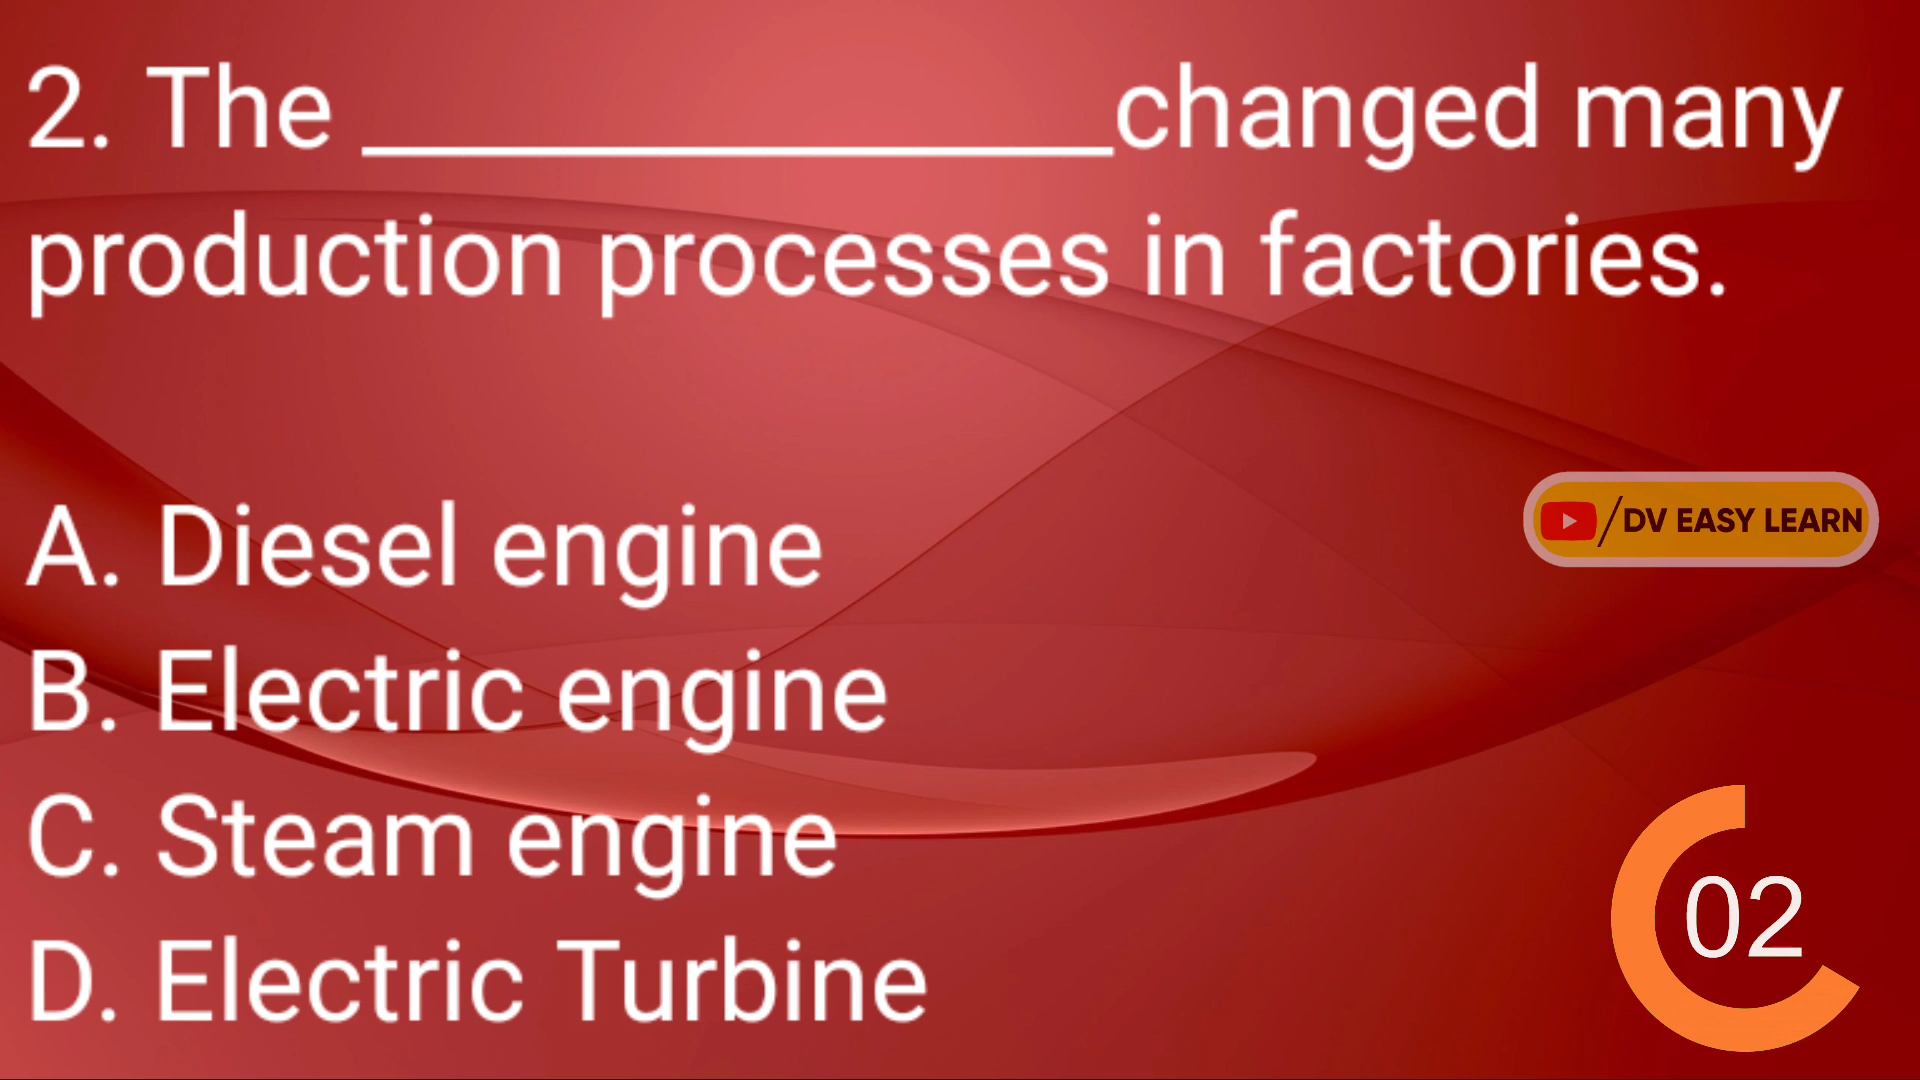 2. The _______________changed many
production processes in factories.
A. Diesel engine
B. Electric engine
C. Steam engine
D. Electric Turbine
/DV EASY LEARN
02